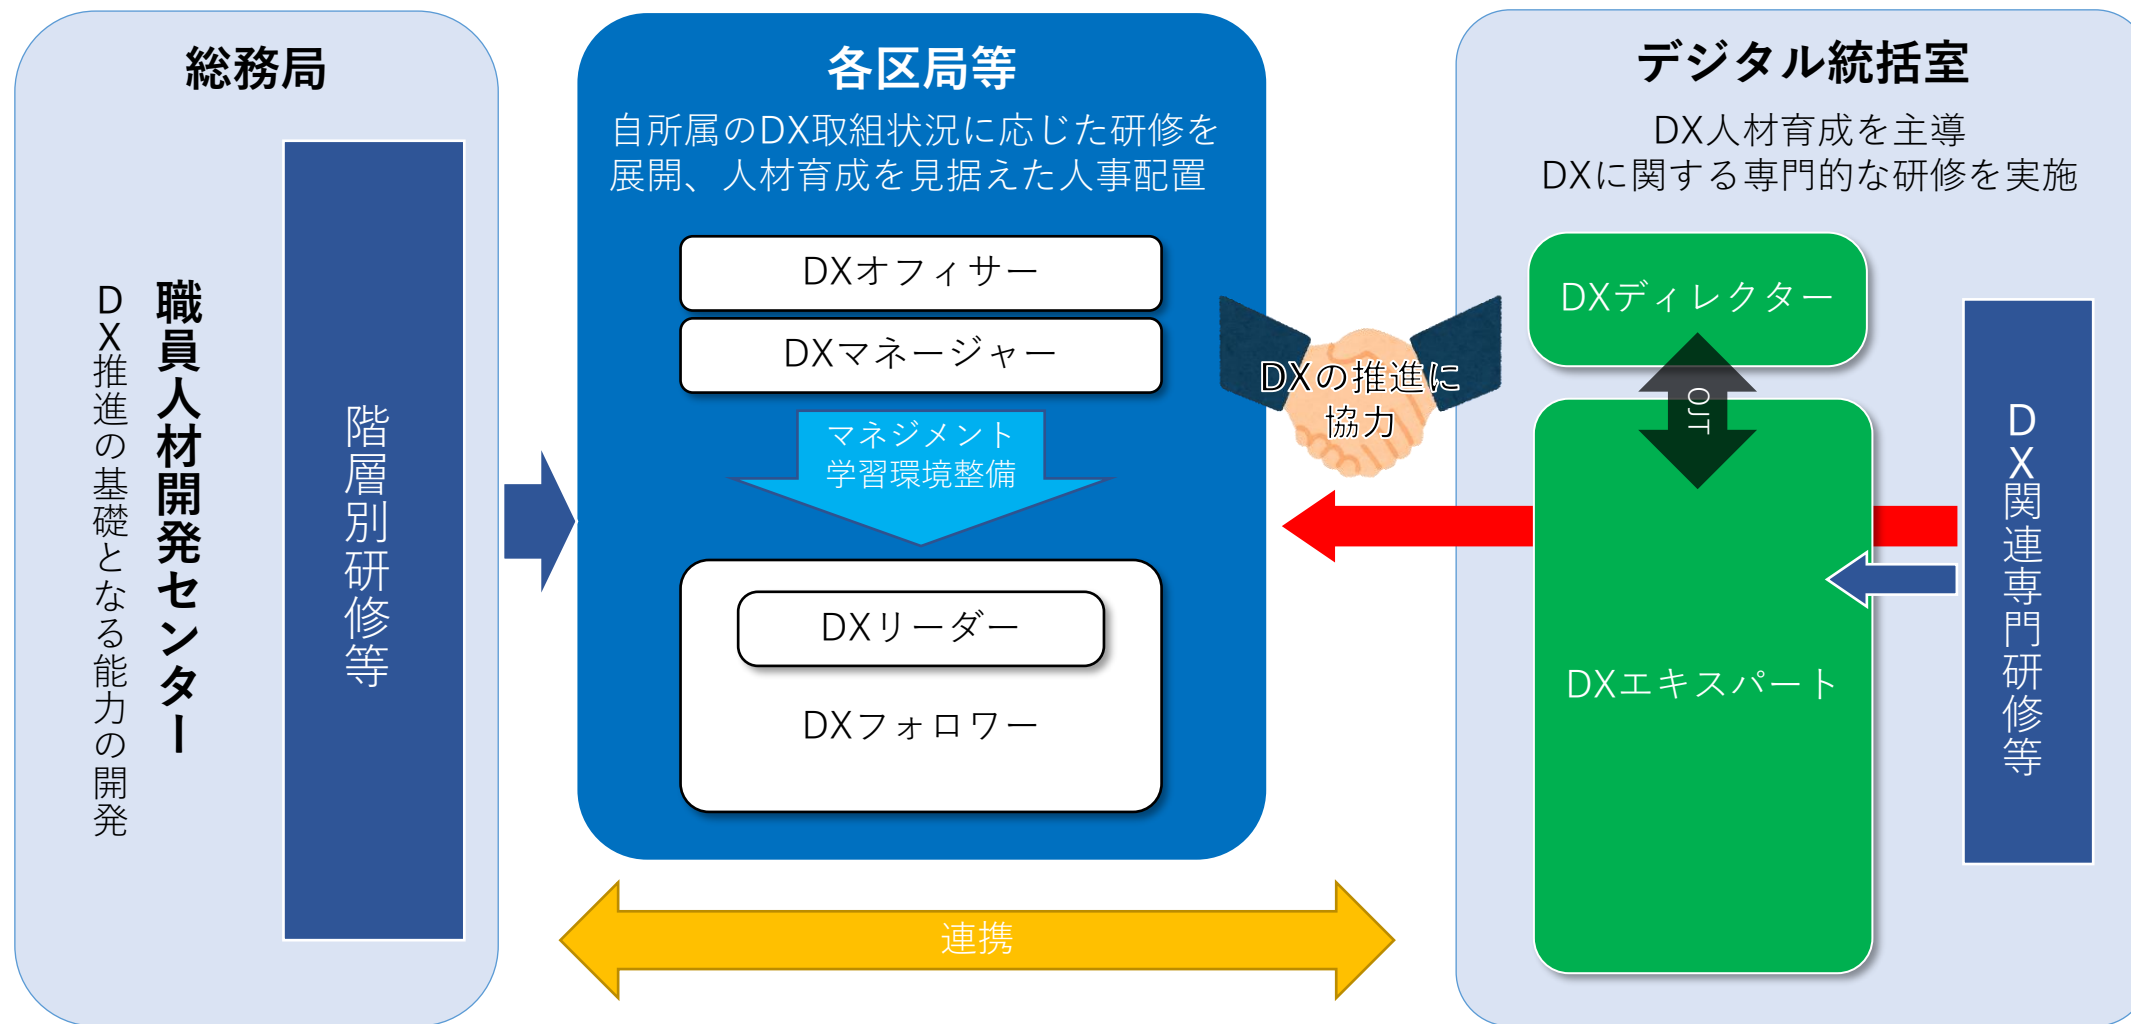 総務局
職員人材開発センター
DX推進の基礎となる能力の開発
階層別研修等
各区局等
自所属のDX取組状況に応じた研修を
展開、人材育成を見据えた人事配置
DXオフィサー
DXマネージャー
マネジメント
学習環境整備
DXリーダー
DXフォロワー
DXの推進に
協力
デジタル統括室
DX人材育成を主導
DXに関する専門的な研修を実施
DXディレクター
OJT
DXエキスパート
DX関連専門研修等
連携